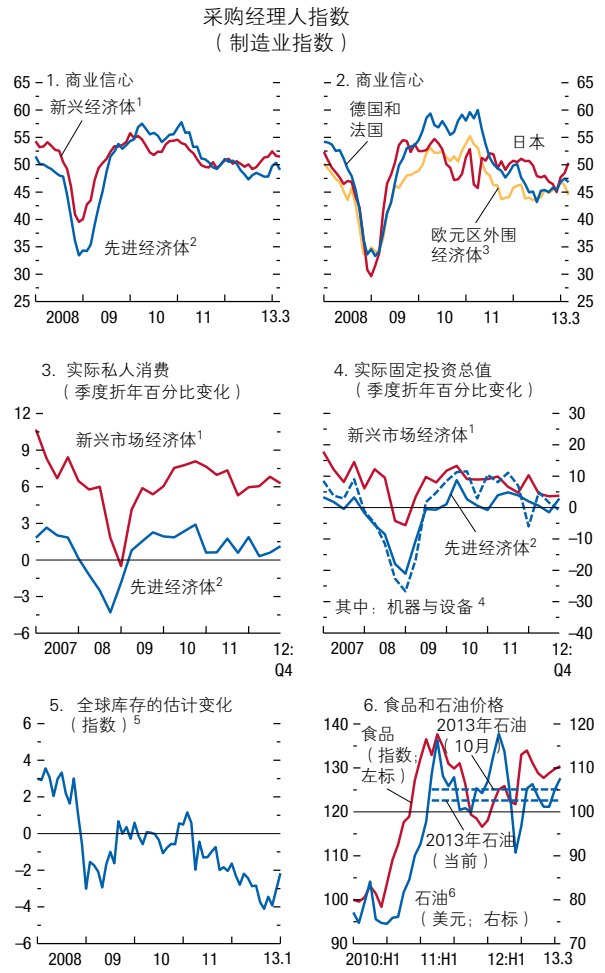 采购经理人指数
（制造业指数）
1. 商业信心
新兴经济体1
先进经济体2
65
60
55
50
45
40
35
30
25
2008 09 10 11 13.3
2. 商业信心
德国和
法国
日本
欧元区外围
经济体3
65
60
55
50
45
40
35
30
25
2008 09 10 11 13.3
3. 实际私人消费
（季度折年百分比变化）
新兴市场经济体1
先进经济体2
12
9
6
3
0
-3
-6
2007 08 09 10 11 12:
Q4
4. 实际固定投资总值
（季度折年百分比变化）
新兴市场经济体1
先进经济体2
其中：机器与设备 4
30
20
10
0
-10
-20
-30
-40
2007 08 09 10 11 12:
Q4
5. 全球库存的估计变化
（指数）5
6
4
2
0
-2
-4
-6
2008 09 10 11 13.1
6. 食品和石油价格
食品
（指数；
左标）
2013年石油
（10月）
2013年石油
（当前）
石油6
（美元；右标）
140
130
120
110
100
90
120
110
100
90
80
70
2010:H1 11:H1 12:H1 13.3